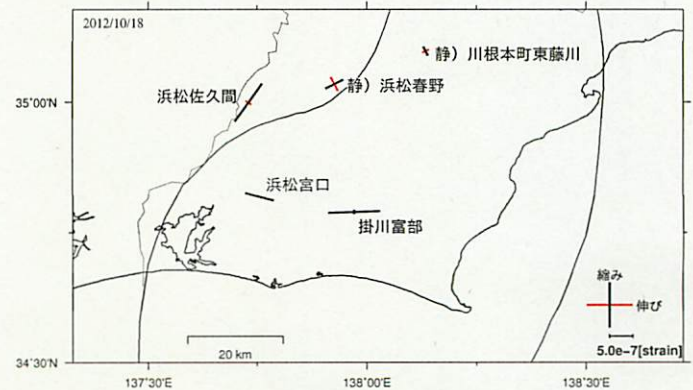 2012/10/18
静）川根本町東藤川
35°00'N
浜松佐久間
静）浜松春野
浜松宮口
掛川富部
縮み
伸び
20 km
5.0e-7[strain]
34°30'N
137°30'E
138°00'E
138°30'E